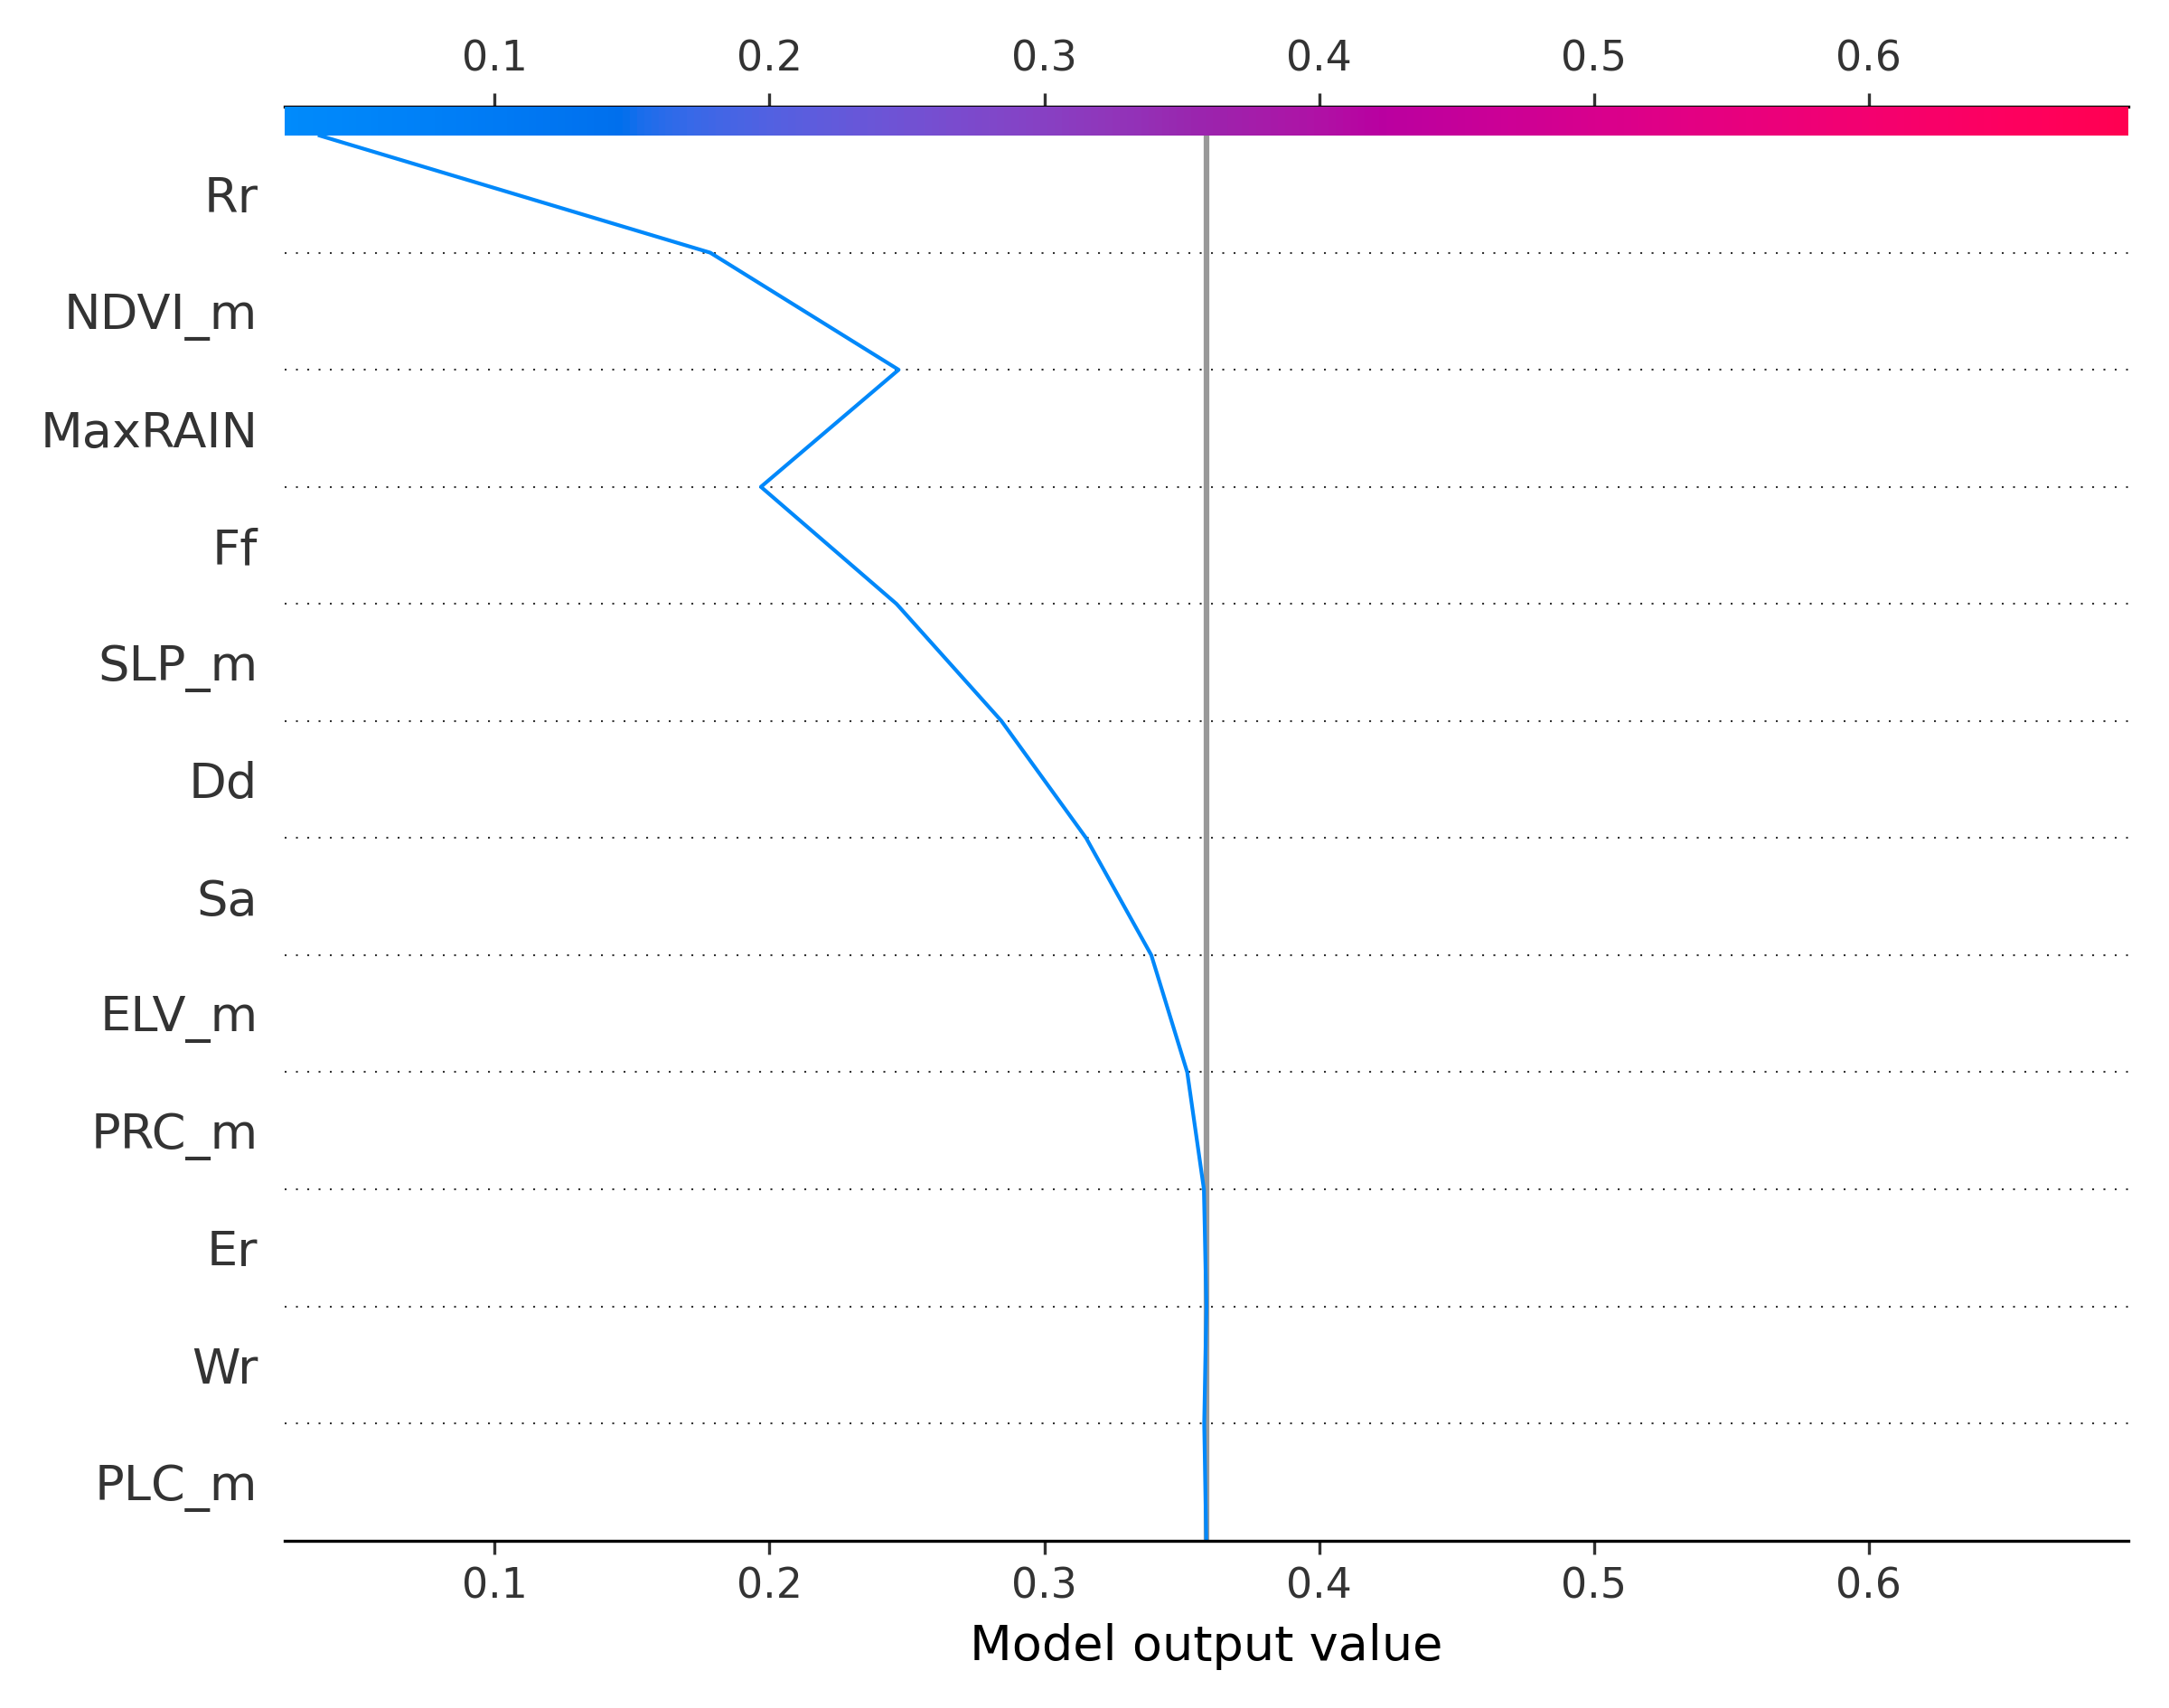 0.1 0.2 0.3 0.4 0.5 0.6
Rr
NDVI_m
MaxRAIN
Ff
SLP_m
Dd
Sa
ELV_m
PRC_m
Er
Wr
PLC_m
0.1 0.2 0.3 0.4 0.5 0.6
Model output value